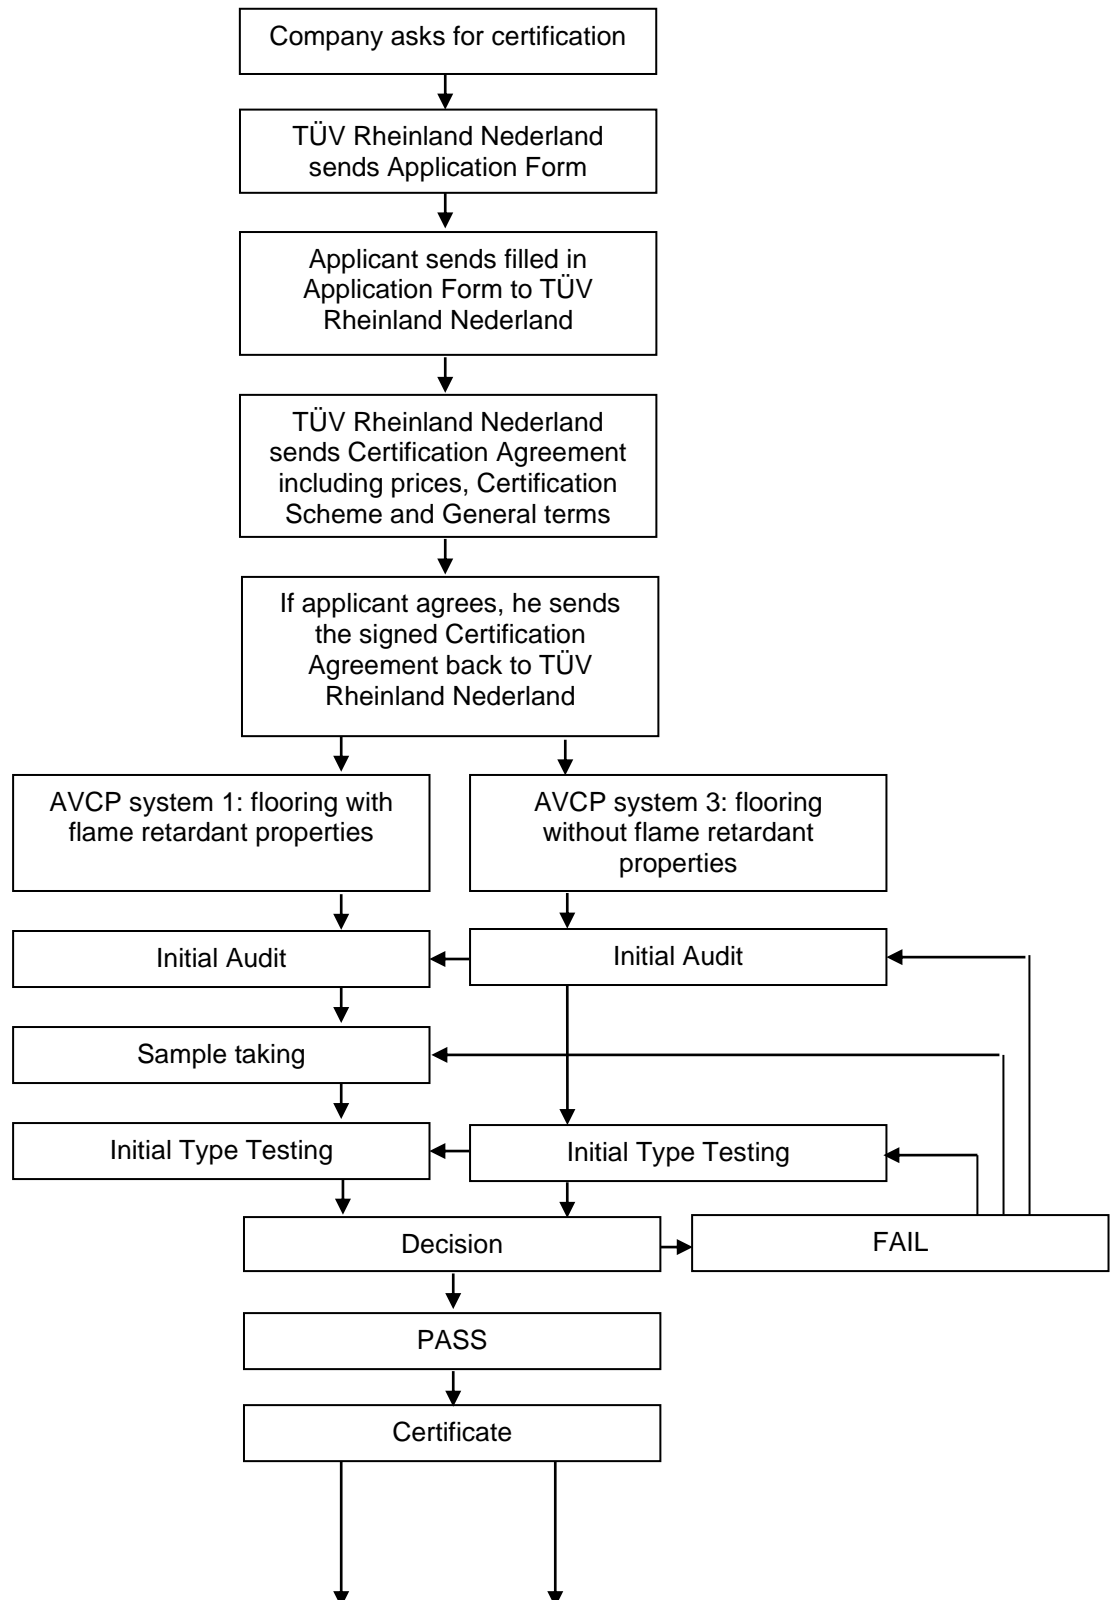 Company asks for certification
TÜV Rheinland Nederland
sends Application Form
Applicant sends filled in
Application Form to TÜV
Rheinland Nederland
TÜV Rheinland Nederland
sends Certification Agreement
including prices, Certification
Scheme and General terms
If applicant agrees, he sends
the signed Certification
Agreement back to TÜV
Rheinland Nederland
AVCP system 1: flooring with
flame retardant properties
AVCP system 3: flooring
without flame retardant
properties
Initial Audit
Initial Audit
Sample taking
Initial Type Testing
Initial Type Testing
Decision
FAIL
PASS
Certificate